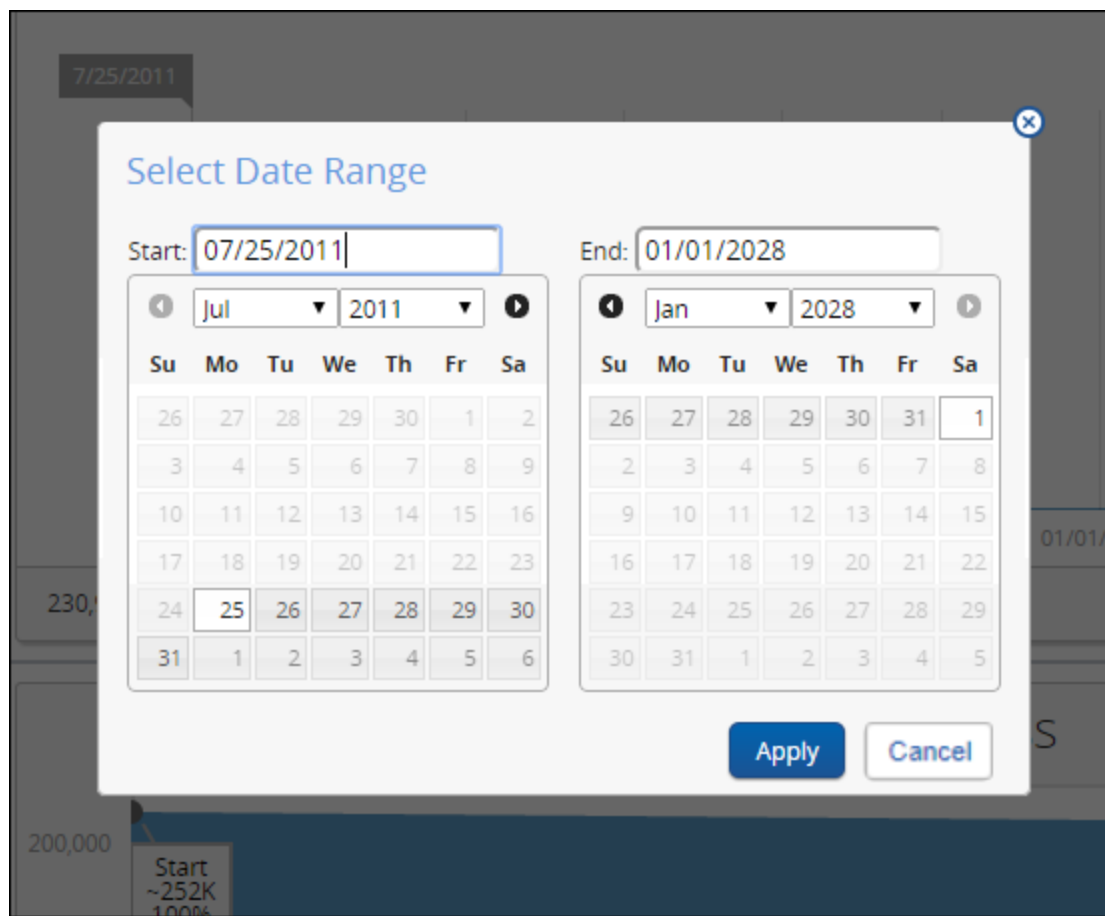 7/25/2011
Select Date Range
Start: 07/25/2011
End: 01/01/2028
Jul 2011
Su Mo Tu We Th Fr Sa
26 27 28 29 30 1 2
3 4 5 6 7 8 9
10 11 12 13 14 15 16
17 18 19 20 21 22 23
24 25 26 27 28 29 30
31 1 2 3 4 5 6
Jan 2028
Su Mo Tu We Th Fr Sa
26 27 28 29 30 31 1
2 3 4 5 6 7 8
9 10 11 12 13 14 15
16 17 18 19 20 21 22
23 24 25 26 27 28 29
30 31 1 2 3 4 5
01/01/
230,
Apply Cancel
S
200,000
Start
~252K
100%